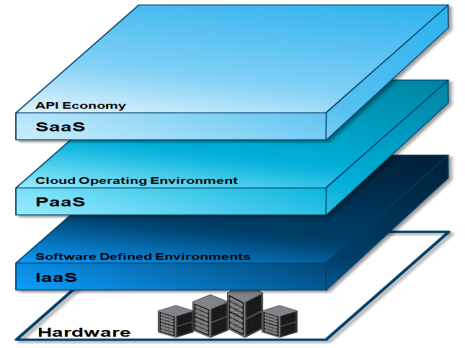 API Economy
SaaS
Cloud Operating Environment
PaaS
Software Defined Environments
IaaS
Hardware